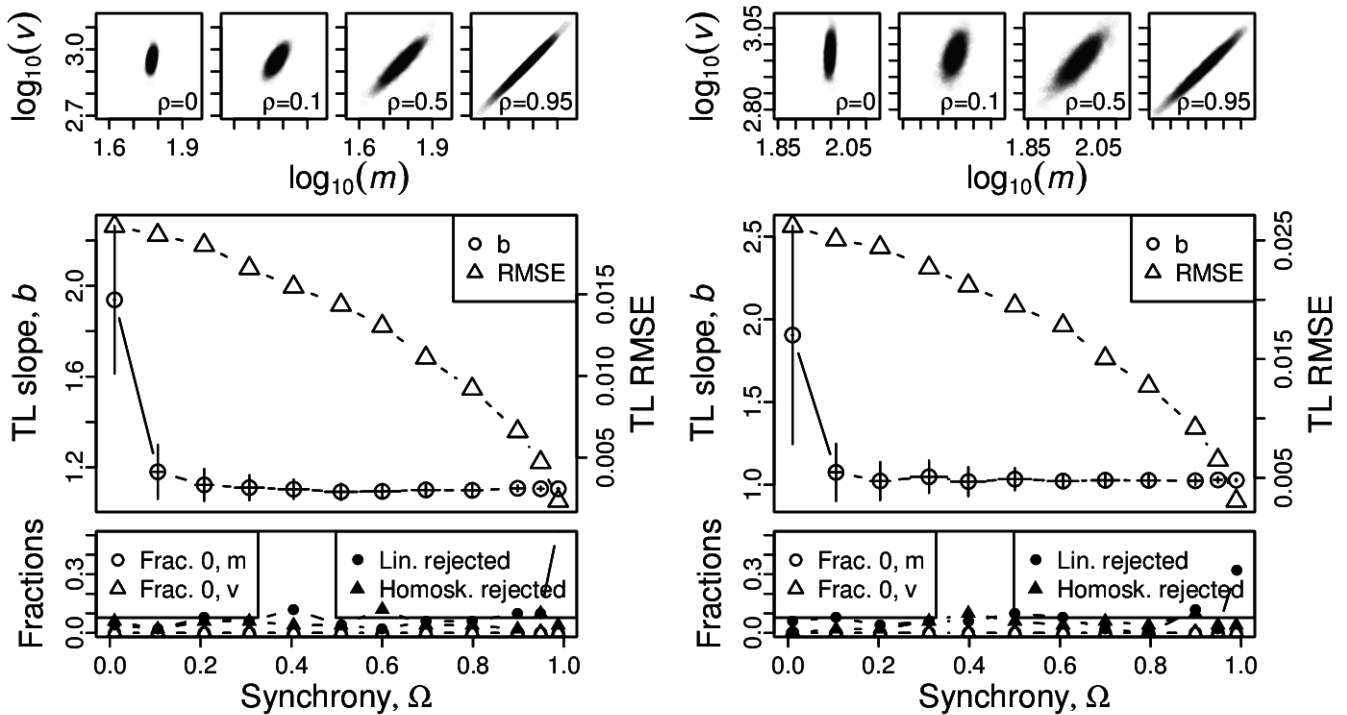 log10(v)
3.0
2.7
ρ=0
ρ=0.1
ρ=0.5
ρ=0.95
1.6
1.9
1.6
1.9
log10(m)
TL slope, b
2.0
1.6
1.2
b
RMSE
0.015
0.010
0.005
TL RMSE
Fractions
0.3
0.0
Frac. 0, m
Frac. 0, v
Lin. rejected
Homosk. rejected
0.0
0.2
0.4
0.6
0.8
1.0
Synchrony, Ω
log10(v)
3.05
2.80
ρ=0
ρ=0.1
ρ=0.5
ρ=0.95
1.85
2.05
1.85
2.05
log10(m)
TL slope, b
2.5
2.0
1.5
1.0
b
RMSE
0.025
0.015
0.005
TL RMSE
Fractions
0.3
0.0
Frac. 0, m
Frac. 0, v
Lin. rejected
Homosk. rejected
0.0
0.2
0.4
0.6
0.8
1.0
Synchrony, Ω